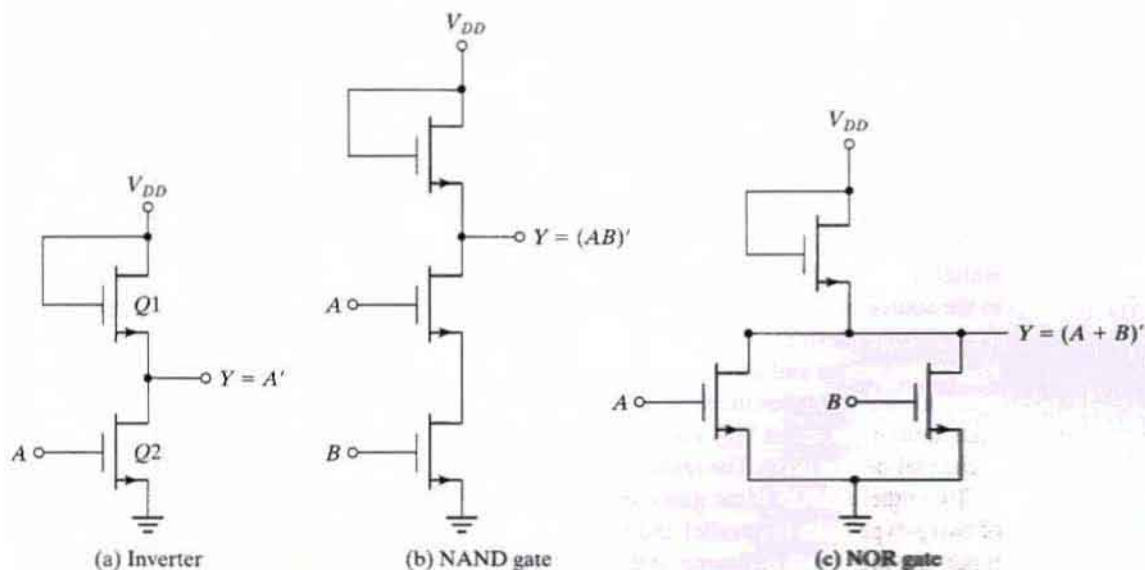 V_DD
Q1
Y = A'
A
Q2
(a) Inverter
V_DD
Y = (AB)'
A
B
(b) NAND gate
V_DD
Y = (A + B)'
A
B
(c) NOR gate